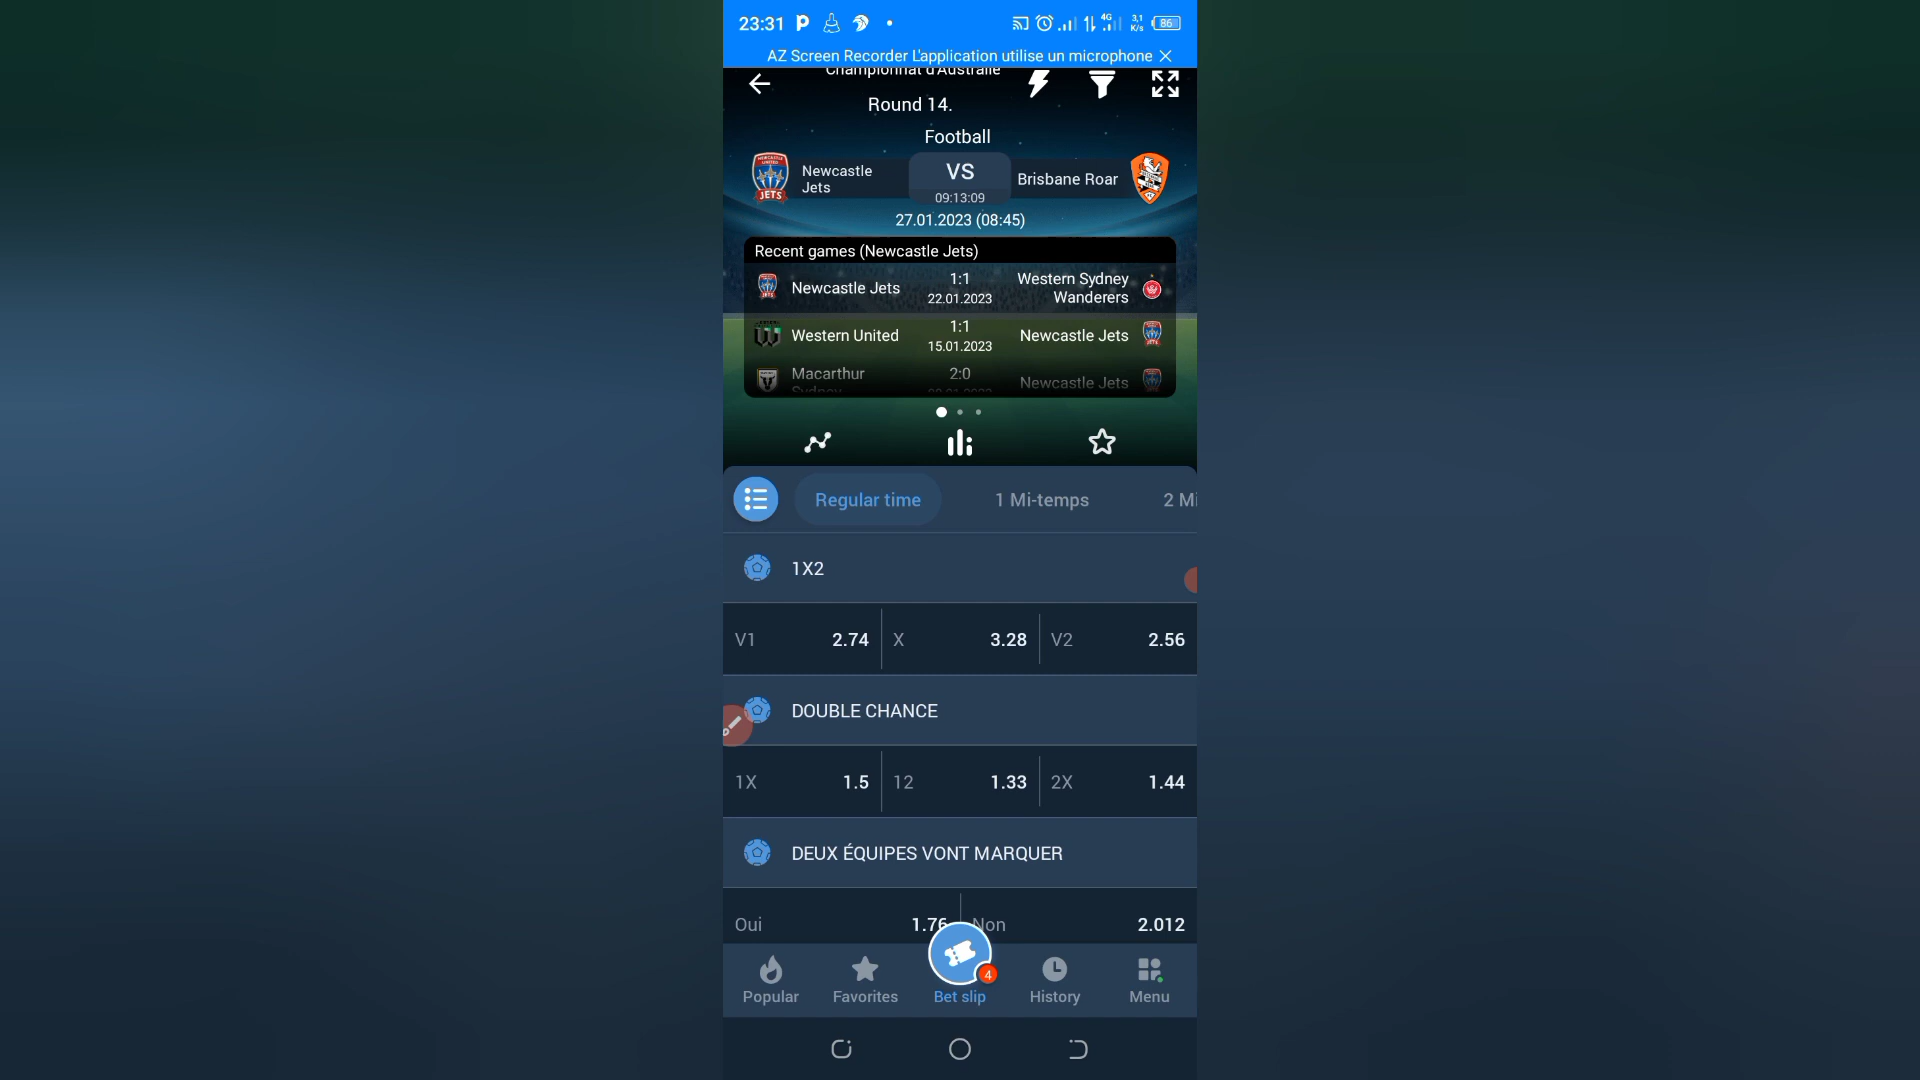 23:31
4G
3,1
K/s
86
AZ Screen Recorder L'application utilise un microphone
Championnat d'Australie
Round 14.
Football
Newcastle
Jets
VS
Brisbane Roar
09:13:09
27.01.2023 (08:45)
Recent games (Newcastle Jets)
Newcastle Jets
1:1
22.01.2023
Western Sydney
Wanderers
Western United
1:1
15.01.2023
Newcastle Jets
Macarthur
Sydney
2:0
Newcastle Jets
Regular time
1 Mi-temps
2 Mi
1X2
V1 2.74 X 3.28 V2 2.56
DOUBLE CHANCE
1X 1.5 12 1.33 2X 1.44
DEUX ÉQUIPES VONT MARQUER
Oui 1.76 Non 2.012
4
Popular Favorites Bet slip History Menu